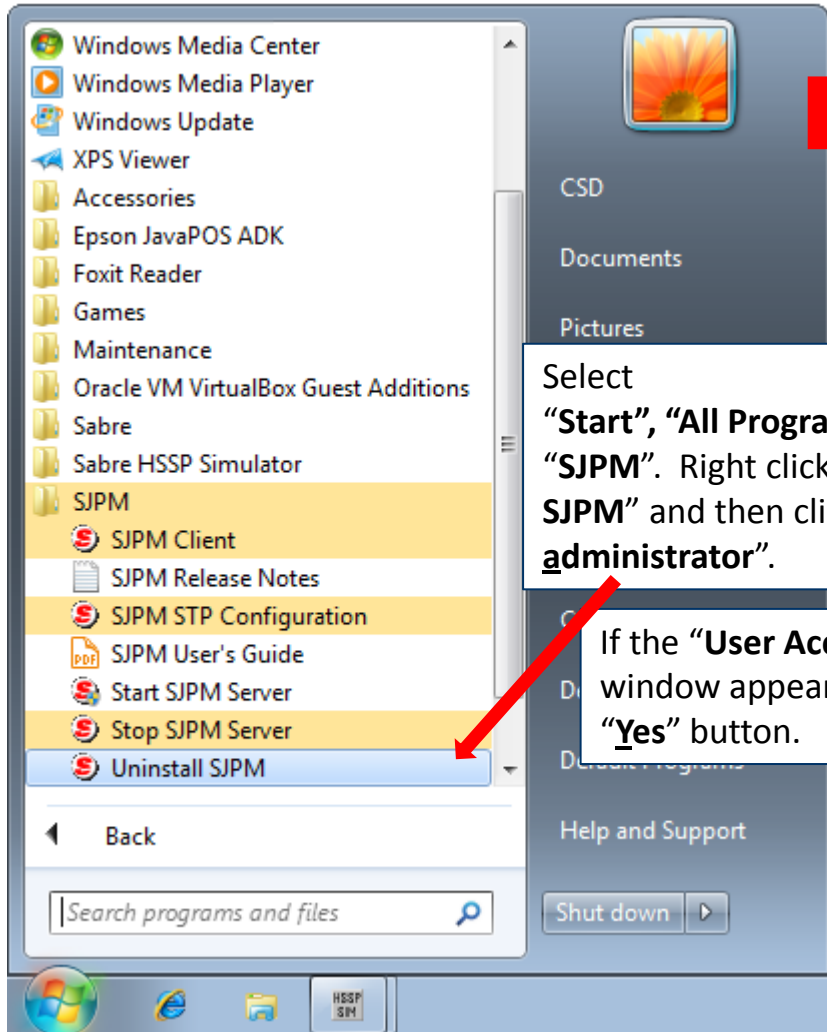 Windows Media Center
Windows Media Player
Windows Update
XPS Viewer
Accessories
Epson JavaPOS ADK
Foxit Reader
Games
Maintenance
Oracle VM VirtualBox Guest Additions
Sabre
Sabre HSSP Simulator
SJPM
SJPM Client
SJPM Release Notes
SJPM STP Configuration
PDF
SJPM User's Guide
Start SJPM Server
Stop SJPM Server
Uninstall SJPM
Back
Search programs and files
CSD
Documents
Pictures
Select
“Start”, “All Progra
“SJPM”. Right click
SJPM” and then cli
administrator”.
If the “User Acc
window appear
“Yes” button.
Default Programs
Help and Support
Shut down
HSSP
SIM